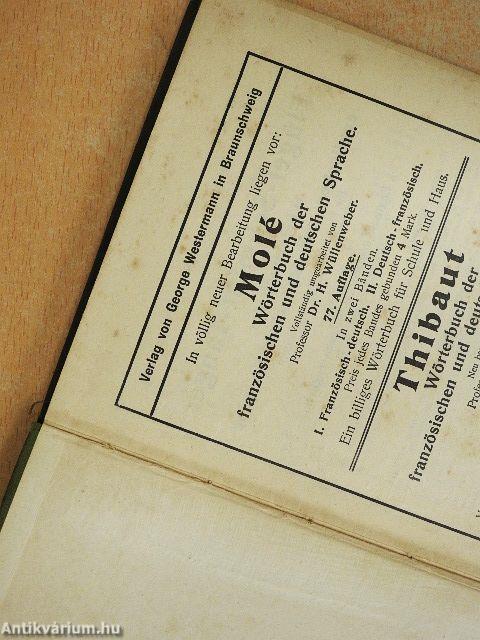 Verlag von George Westermann in Braunschweig
In völlig neuer Bearbeitung liegen vor:
Molé
Wörterbuch der
französischen und deutschen Sprache.
Vollständig umgearbeitet von
Professor Dr. H. Wüllenweber.
77. Auflage.
In zwei Bänden.
I. Französisch-deutsch. II. Deutsch-französisch.
Preis jedes Bandes gebunden 4 Mark.
Ein billiges Wörterbuch für Schule und Haus.
Thibaut
Wörterbuch der
französischen und
Neu
Antikvárium.hu